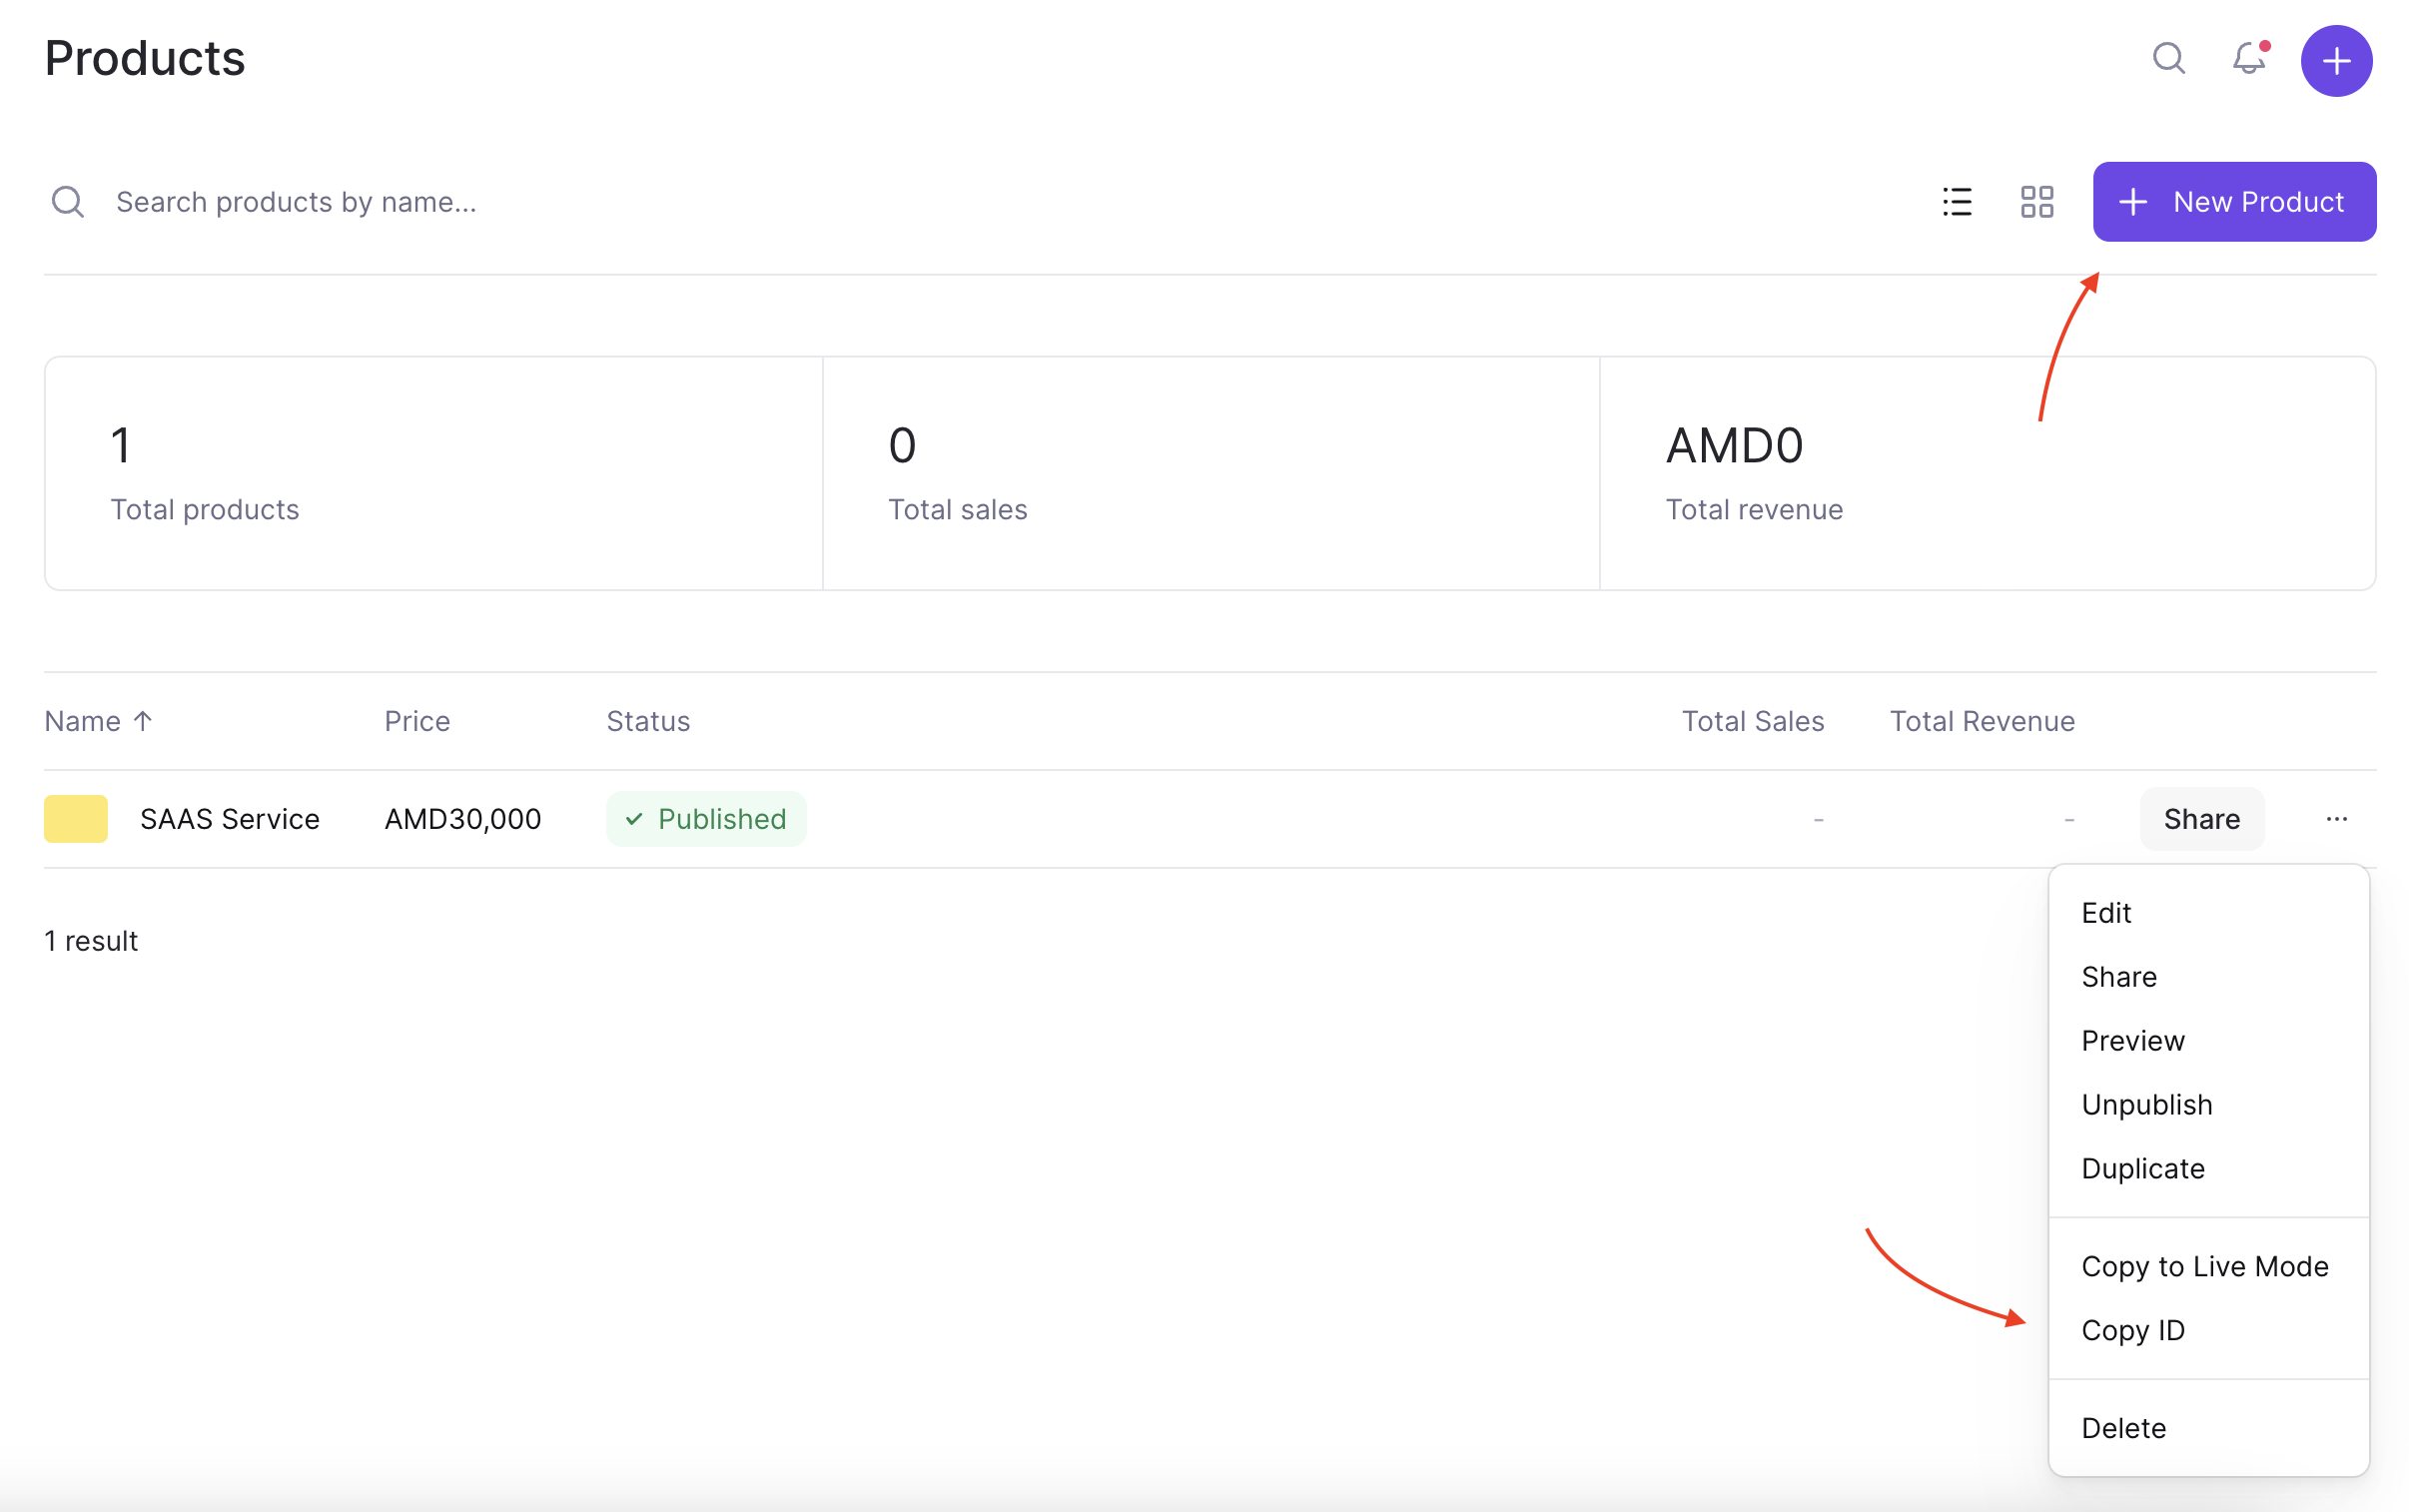 Products
Search products by name...
New Product
1
Total products
0
Total sales
AMD0
Total revenue
Name ↑ Price Status Total Sales Total Revenue
SAAS Service AMD30,000 Published - - Share ...
1 result
Edit
Share
Preview
Unpublish
Duplicate
Copy to Live Mode
Copy ID
Delete